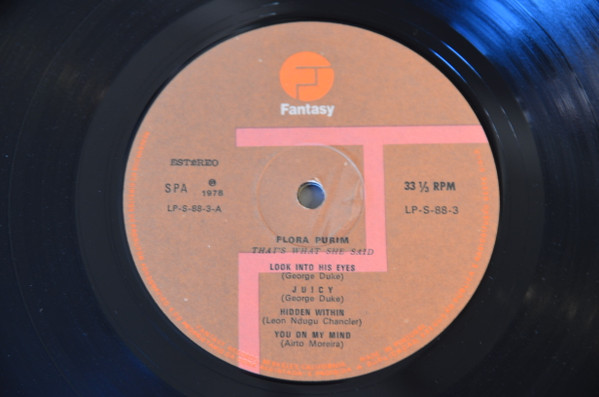 Fantasy
ESTEREO
SPA
℗
1978
LP-S-88-3-A
33 ⅓ RPM
LP-S-88-3
FLORA PURIM
THAT'S WHAT SHE SAID
LOOK INTO HIS EYES
(George Duke)
JUICY
(George Duke)
HIDDEN WITHIN
(Leon Ndugu Chancler)
YOU ON MY MIND
(Airto Moreira)